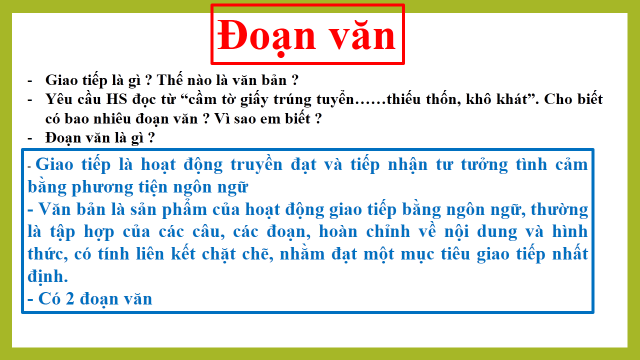 Đoạn văn
- Giao tiếp là gì ? Thế nào là văn bản ?
- Yêu cầu HS đọc từ “cầm tờ giấy trúng tuyển……thiếu thốn, khô khát”. Cho biết
có bao nhiêu đoạn văn ? Vì sao em biết ?
- Đoạn văn là gì ?
- Giao tiếp là hoạt động truyền đạt và tiếp nhận tư tưởng tình cảm
bằng phương tiện ngôn ngữ
- Văn bản là sản phẩm của hoạt động giao tiếp bằng ngôn ngữ, thường
là tập hợp của các câu, các đoạn, hoàn chỉnh về nội dung và hình
thức, có tính liên kết chặt chẽ, nhằm đạt một mục tiêu giao tiếp nhất
định.
- Có 2 đoạn văn